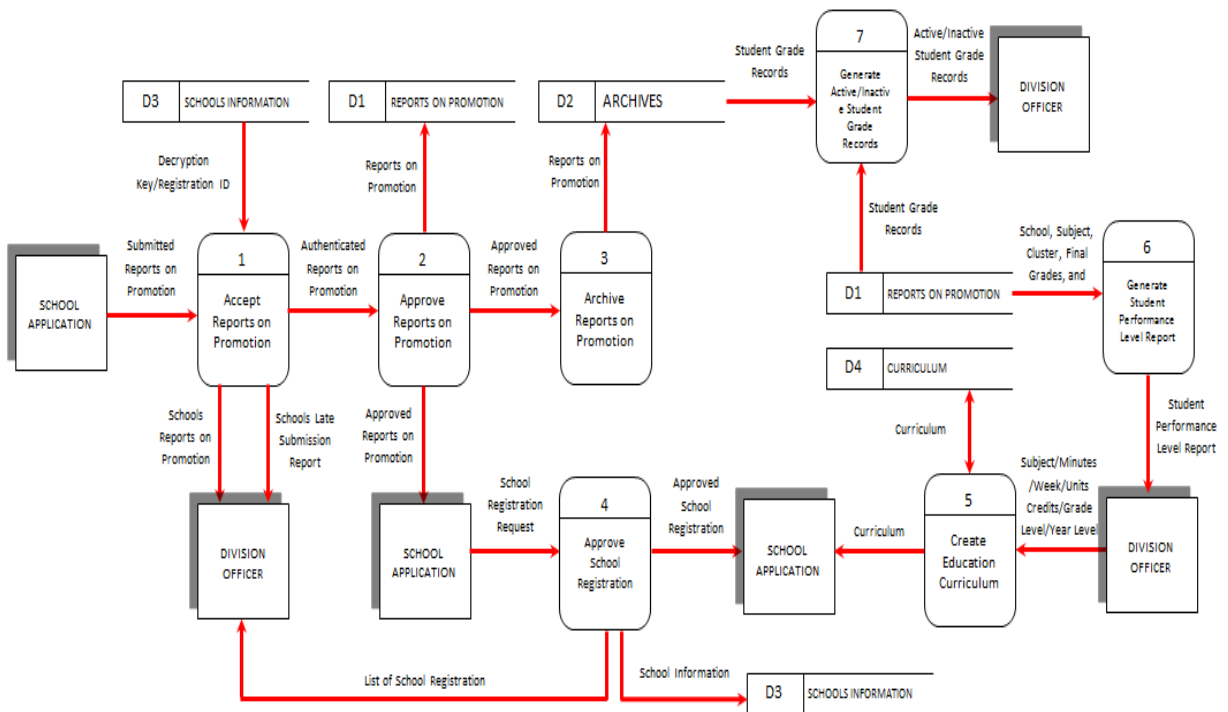 7
Generate
Active/Inactiv
e Student
Grade
Records
Student Grade
Records
Active/Inactive
Student Grade
Records
DIVISION
OFFICER
D3 SCHOOLS INFORMATION
D1 REPORTS ON PROMOTION
D2 ARCHIVES
Decryption
Key/Registration ID
Reports on
Promotion
Reports on
Promotion
Student Grade
Records
SCHOOL
APPLICATION
Submitted
Reports on
Promotion
1
Accept
Reports on
Promotion
Authenticated
Reports on
Promotion
2
Approve
Reports on
Promotion
Approved
Reports on
Promotion
3
Archive
Reports on
Promotion
D1 REPORTS ON PROMOTION
School, Subject,
Cluster, Final
Grades, and
6
Generate
Student
Performance
Level Report
D4 CURRICULUM
Schools
Reports on
Promotion
Schools Late
Submission
Report
Approved
Reports on
Promotion
Curriculum
Student
Performance
Level Report
DIVISION
OFFICER
SCHOOL
APPLICATION
School
Registration
Request
4
Approve
School
Registration
Approved
School
Registration
SCHOOL
APPLICATION
Curriculum
5
Create
Education
Curriculum
Subject/Minutes
/Week/Units
Credits/Grade
Level/Year Level
DIVISION
OFFICER
List of School Registration
School Information
D3 SCHOOLS INFORMATION